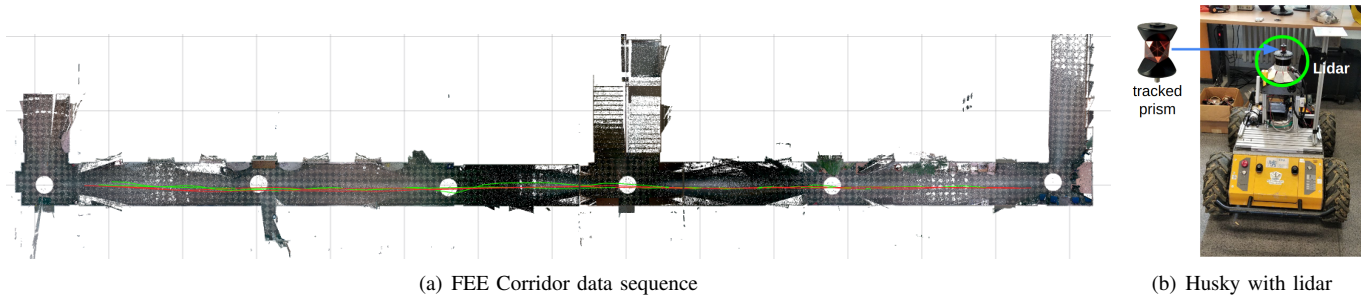 Lidar
tracked
prism
(a) FEE Corridor data sequence
(b) Husky with lidar